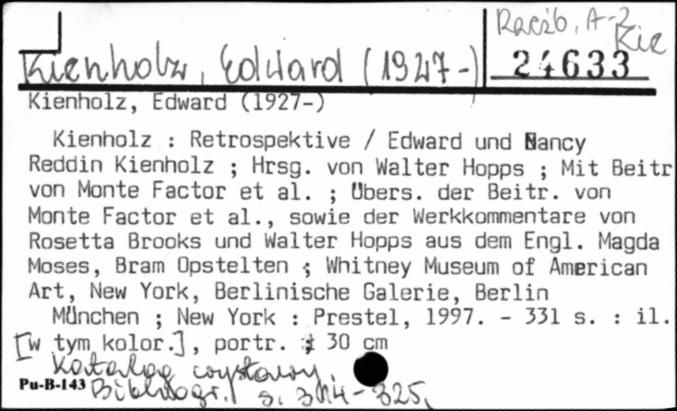 Raczb, A-2
Kie
Kienholz, Edward (1927-)
24633
Kienholz, Edward (1927-)
Kienholz : Retrospektive / Edward und Nancy
Reddin Kienholz ; Hrsg. von Walter Hopps ; Mit Beitr
von Monte Factor et al. ; Übers. der Beitr. von
Monte Factor et al., sowie der Werkkommentare von
Rosetta Brooks und Walter Hopps aus dem Engl. Magda
Moses, Bram Opstelten ; Whitney Museum of American
Art, New York, Berlinische Galerie, Berlin
München ; New York : Prestel, 1997. - 331 s. : il.
[w tym kolor.], portr. ; 30 cm
Katalog wystawy.
Pu-B-143 Bibliogr. s. 314-325.